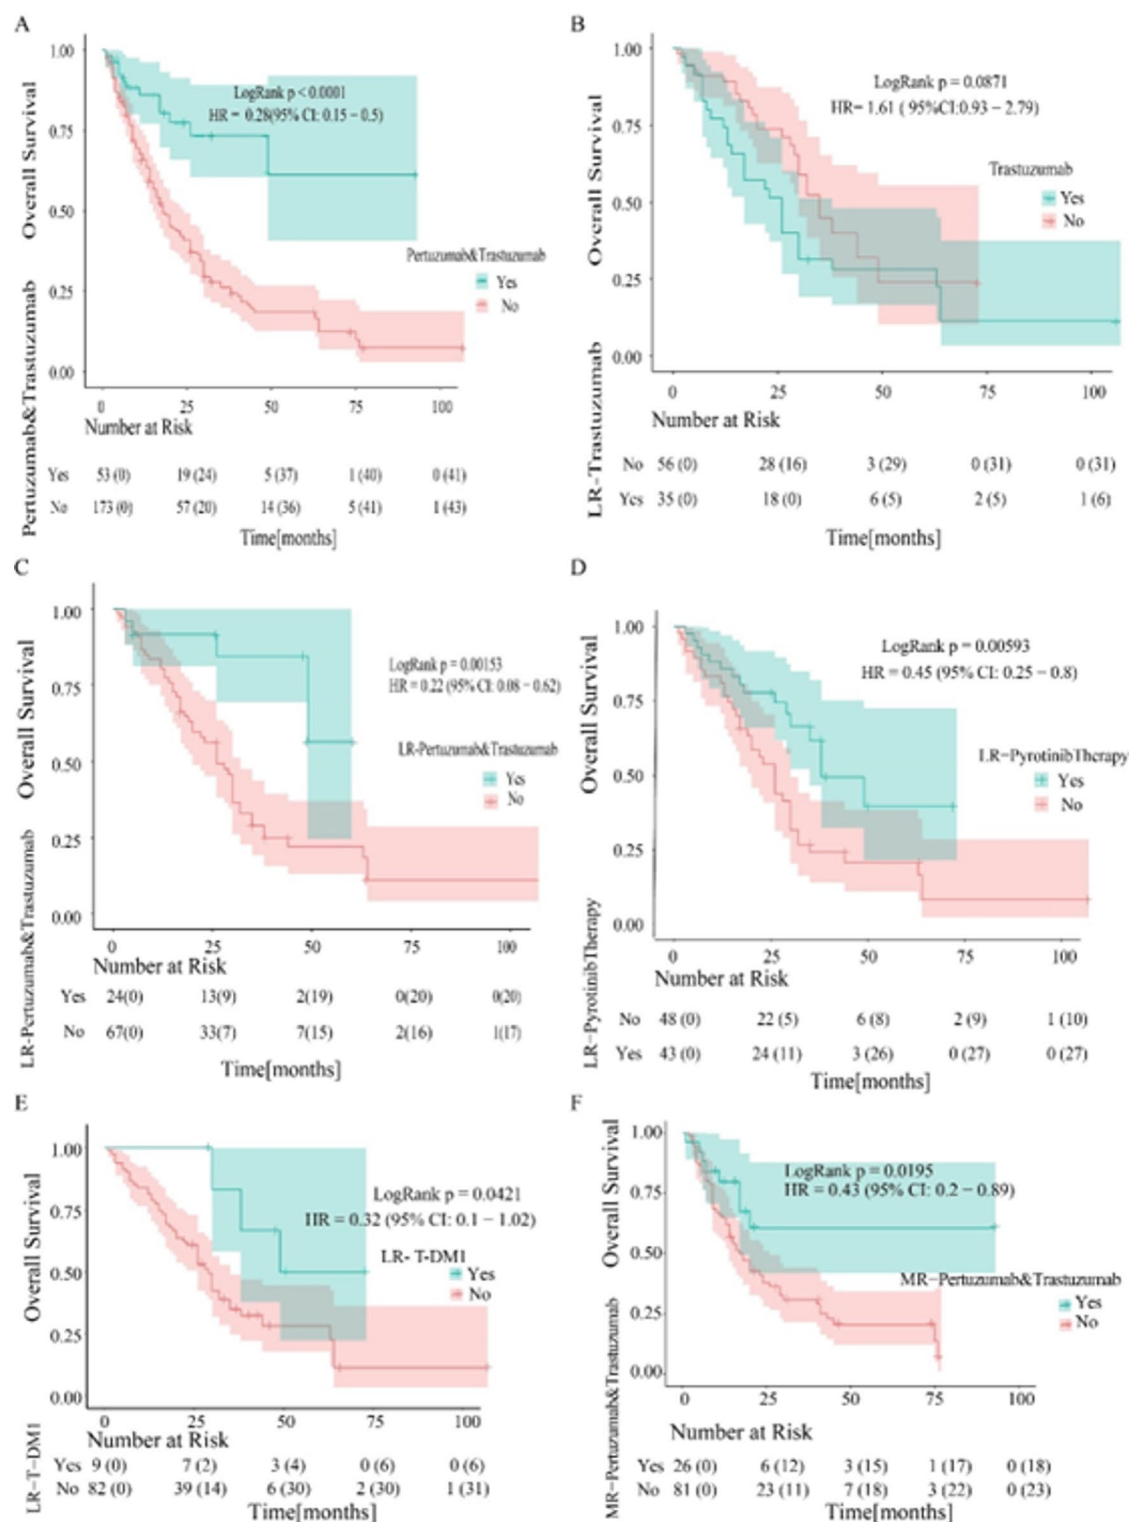 A
Overall Survival
1.00
0.75
0.50
0.25
0.00
LogRank p < 0.0001
HR = 0.28(95% CI: 0.15 − 0.5)
Pertuzumab&Trastuzumab
Yes
No
0 25 50 75 100
Number at Risk
Pertuzumab&Trastuzumab
Yes 53 (0) 19 (24) 5 (37) 1 (40) 0 (41)
No 173 (0) 57 (20) 14 (36) 5 (41) 1 (43)
Time[months]
B
Overall Survival
1.00
0.75
0.50
0.25
0.00
LogRank p = 0.0871
HR= 1.61 ( 95%CI:0.93 − 2.79)
Trastuzumab
Yes
No
0 25 50 75 100
Number at Risk
LR-Trastuzumab
No 56 (0) 28 (16) 3 (29) 0 (31) 0 (31)
Yes 35 (0) 18 (0) 6 (5) 2 (5) 1 (6)
Time[months]
C
Overall Survival
1.00
0.75
0.50
0.25
0.00
LogRank p = 0.00153
HR = 0.22 (95% CI: 0.08 − 0.62)
LR-Pertuzumab&Trastuzumab
Yes
No
0 25 50 75 100
Number at Risk
LR-Pertuzumab&Trastuzumab
Yes 24(0) 13(9) 2(19) 0(20) 0(20)
No 67(0) 33(7) 7(15) 2(16) 1(17)
Time[months]
D
Overall Survival
1.00
0.75
0.50
0.25
0.00
LogRank p = 0.00593
HR = 0.45 (95% CI: 0.25 − 0.8)
LR−PyrotinibTherapy
Yes
No
0 25 50 75 100
Number at Risk
LR−PyrotinibTherapy
No 48 (0) 22 (5) 6 (8) 2 (9) 1 (10)
Yes 43 (0) 24 (11) 3 (26) 0 (27) 0 (27)
Time[months]
E
Overall Survival
1.00
0.75
0.50
0.25
0.00
LogRank p = 0.0421
HR = 0.32 (95% CI: 0.1 − 1.02)
LR- T-DM1
Yes
No
0 25 50 75 100
Number at Risk
LR−T−DM1
Yes 9 (0) 7 (2) 3 (4) 0 (6) 0 (6)
No 82 (0) 39 (14) 6 (30) 2 (30) 1 (31)
Time[months]
F
Overall Survival
1.00
0.75
0.50
0.25
0.00
LogRank p = 0.0195
HR = 0.43 (95% CI: 0.2 − 0.89)
MR−Pertuzumab&Trastuzumab
Yes
No
0 25 50 75 100
Number at Risk
MR−Pertuzumab&Trastuzumab
Yes 26 (0) 6 (12) 3 (15) 1 (17) 0 (18)
No 81 (0) 23 (11) 7 (18) 3 (22) 0 (23)
Time[months]